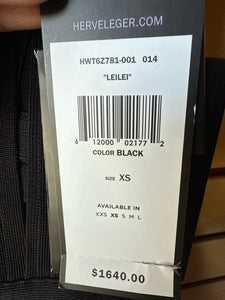 HERVELEGER.COM
HWT6Z781-001 014
"LEILEI"
6 12000 02177 2
COLOR BLACK
SIZE XS
AVAILABLE IN
XXS XS S M L
$1640.00